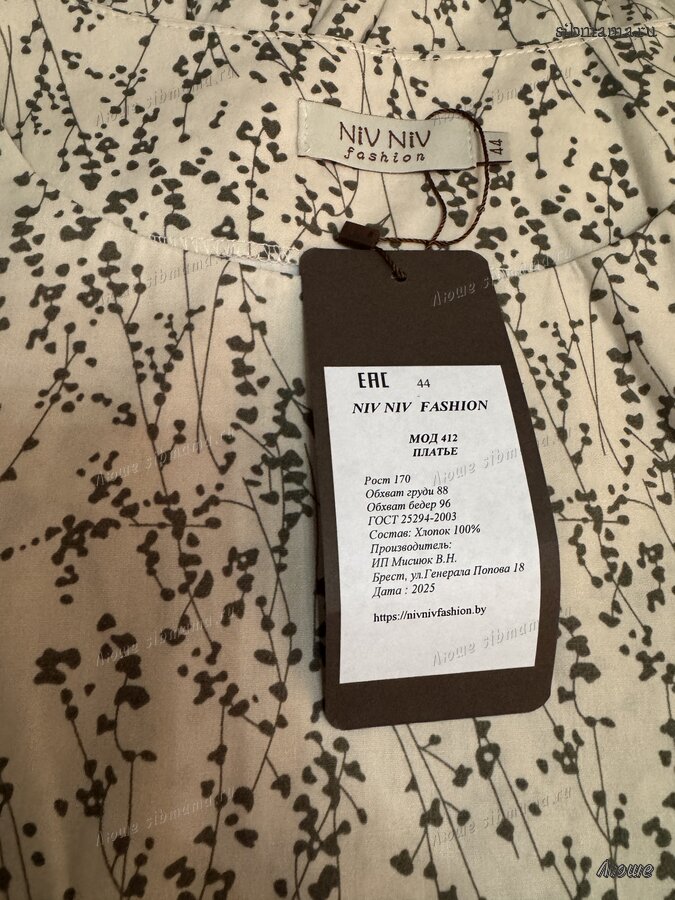 sibmama.ru
NiV NiV
fashion
44
EAC 44
NIV NIV FASHION
МОД 412
ПЛАТЬЕ
Рост 170
Обхват груди 88
Обхват бедер 96
ГОСТ 25294-2003
Состав: Хлопок 100%
Производитель:
ИП Мисиюк В.Н.
Брест, ул.Генерала Попова 18
Дата : 2025
https://nivnivfashion.by
Люше